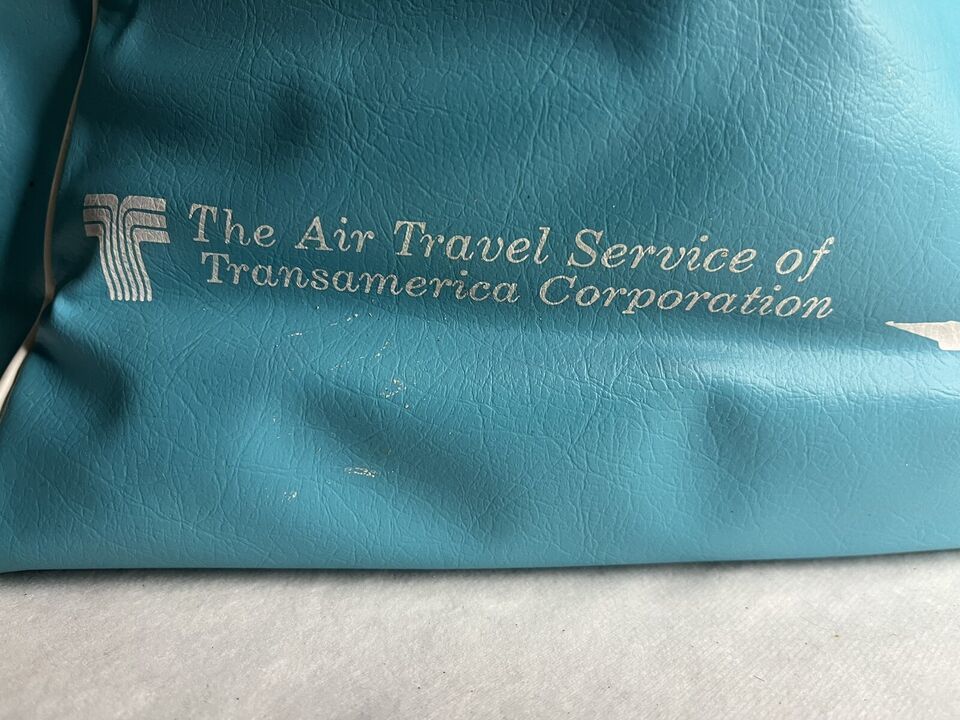 The Air Travel Service of
Transamerica Corporation